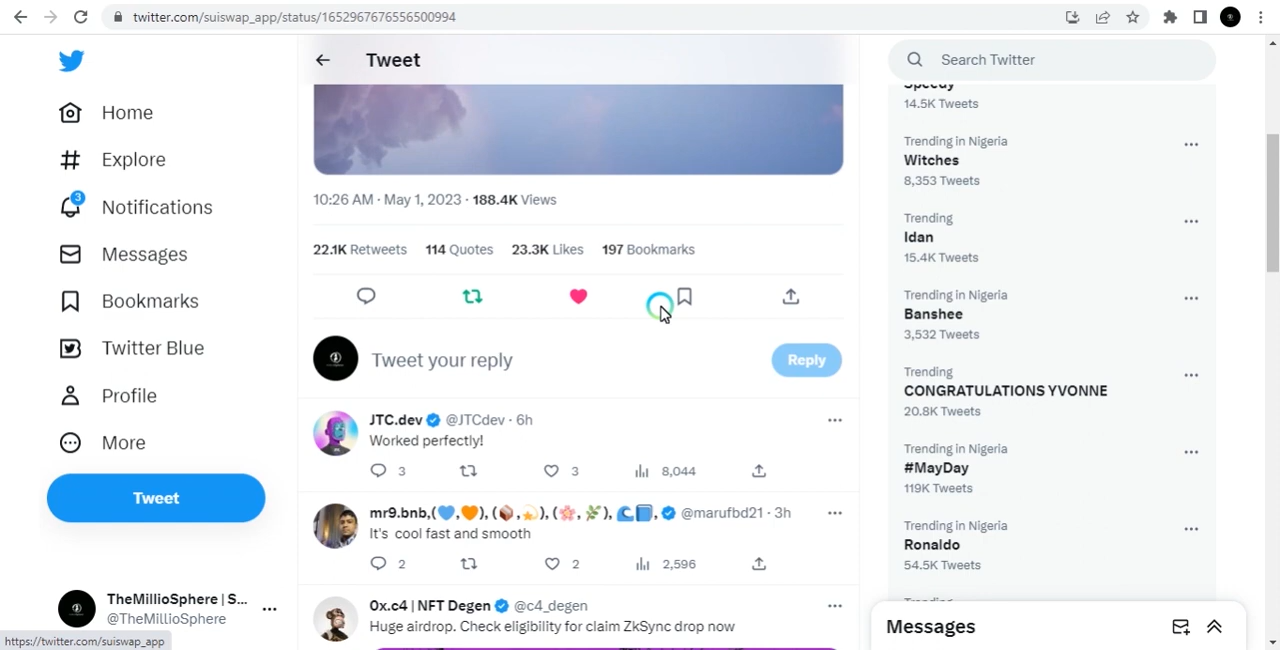 twitter.com/suiswap_app/status/1652967676556500994
Home
Explore
3
Notifications
Messages
Bookmarks
Twitter Blue
Profile
More
Tweet
TheMillioSphere | S...
@TheMillioSphere
https://twitter.com/suiswap_app
Tweet
10:26 AM · May 1, 2023 · 188.4K Views
22.1K Retweets 114 Quotes 23.3K Likes 197 Bookmarks
Tweet your reply
Reply
JTC.dev @JTCdev · 6h
Worked perfectly!
3 3 8,044
mr9.bnb,(💙,🧡), (📦,💫), (🌸, 🌿), 🌊📘, @marufbd21 · 3h
It's cool fast and smooth
2 2 2,596
0x.c4 | NFT Degen @c4_degen
Huge airdrop. Check eligibility for claim ZkSync drop now
Search Twitter
Speedy
14.5K Tweets
Trending in Nigeria
Witches
8,353 Tweets
Trending
Idan
15.4K Tweets
Trending in Nigeria
Banshee
3,532 Tweets
Trending
CONGRATULATIONS YVONNE
20.8K Tweets
Trending in Nigeria
#MayDay
119K Tweets
Trending in Nigeria
Ronaldo
54.5K Tweets
Messages